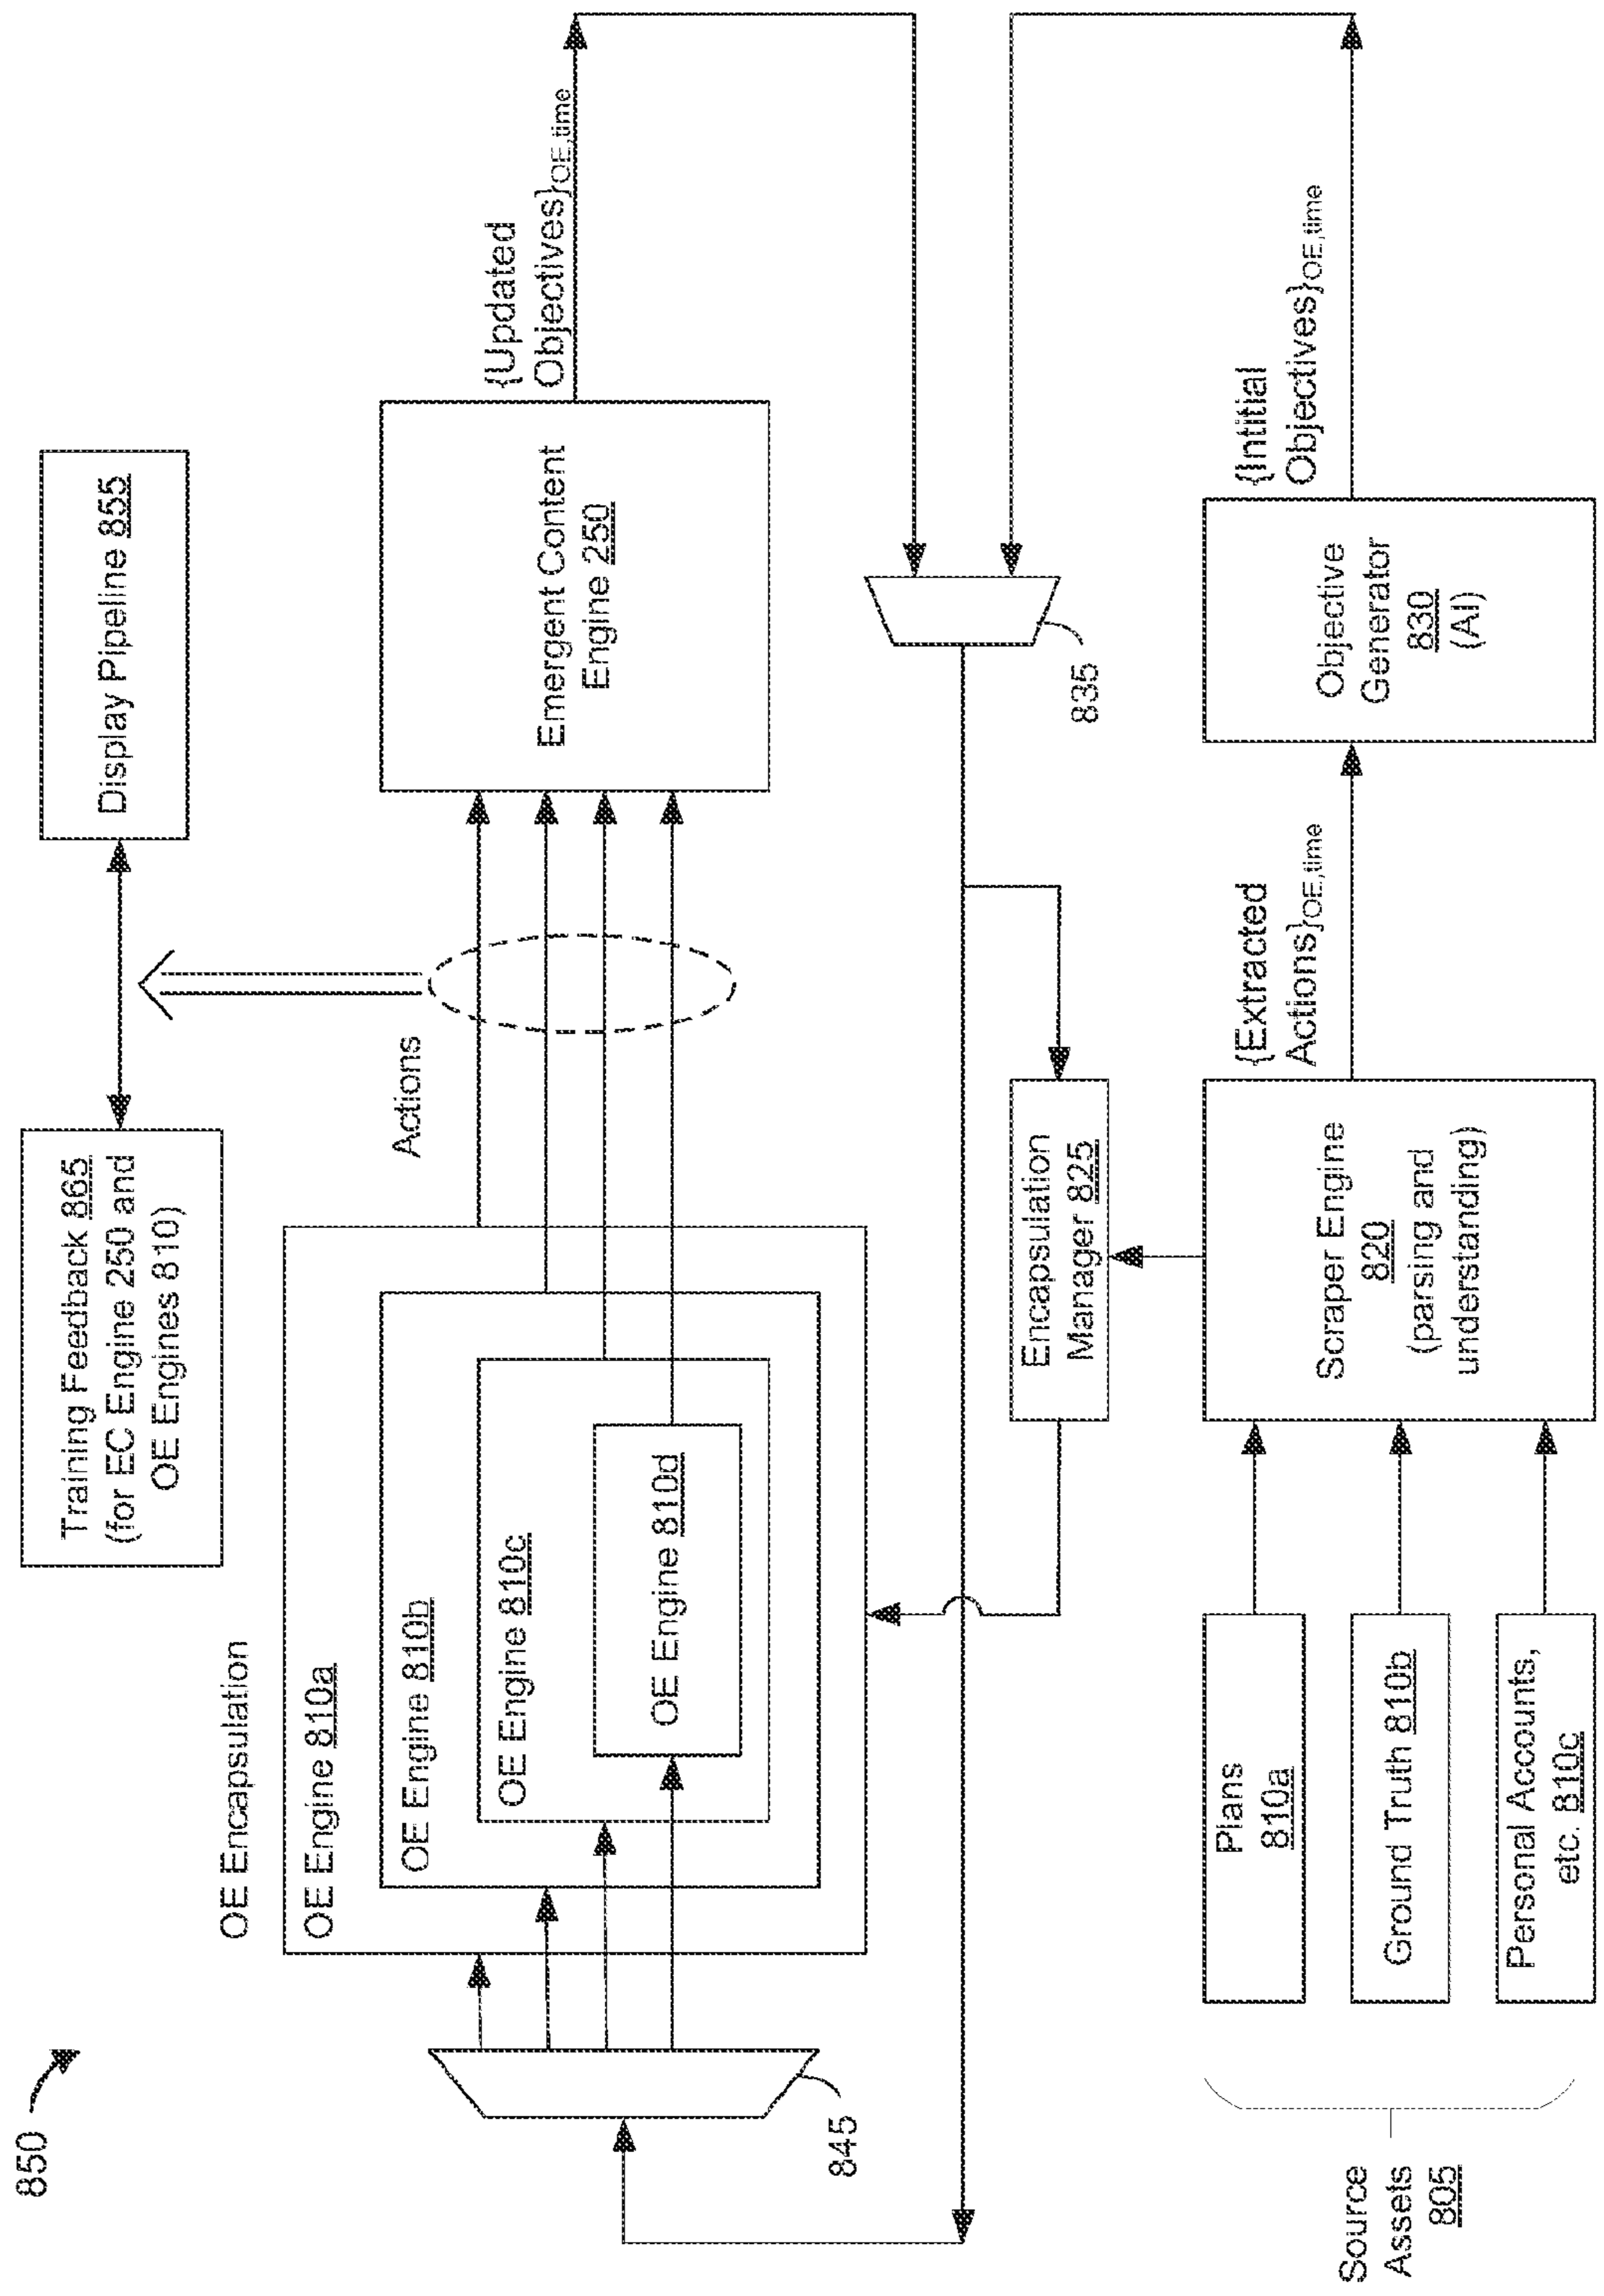 850
Training Feedback 865
(for EC Engine 250 and
OE Engines 810)
Display Pipeline 855
OE Encapsulation
OE Engine 810a
OE Engine 810b
OE Engine 810c
OE Engine 810d
Actions
Emergent Content
Engine 250
{Updated
Objectives}OE,time
845
835
Encapsulation
Manager 825
Source
Assets
805
Plans
810a
Ground Truth 810b
Personal Accounts,
etc. 810c
Scraper Engine
820
(parsing and
understanding)
{Extracted
Actions}OE,time
Objective
Generator
830
(AI)
{Intitial
Objectives}OE,time